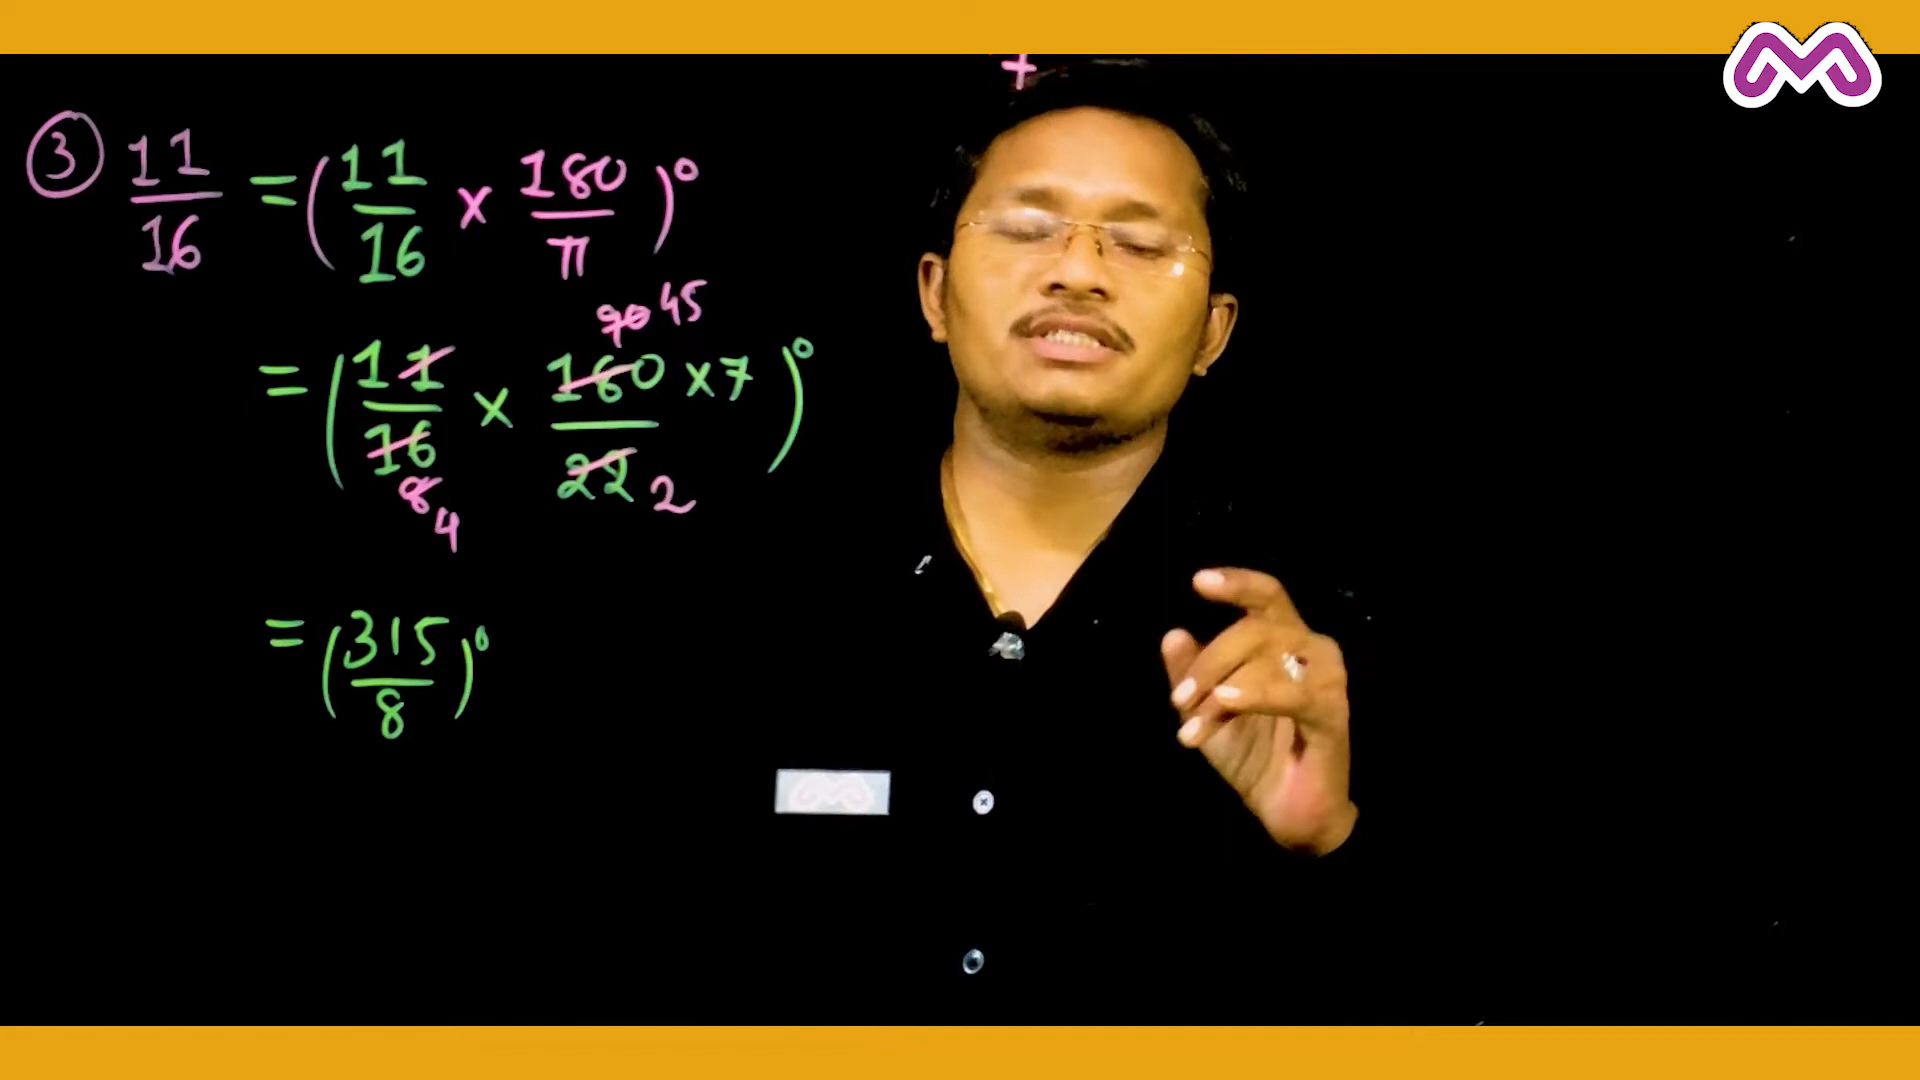 +
③ 11/16 = (11/16 × 180/π)°
90 45
= (11/16 × 180 × 7/22)°
8 2
4
= (315/8)°